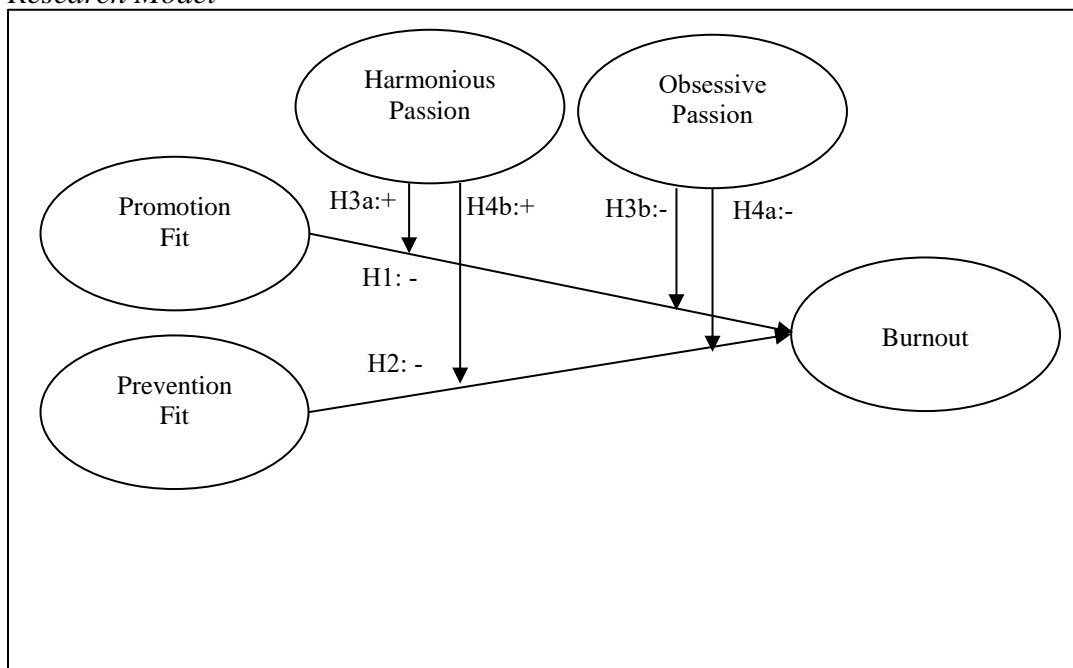 Research Model
Harmonious
Passion
Obsessive
Passion
H3a:+
H4b:+
H3b:-
H4a:-
Promotion
Fit
H1: -
Burnout
H2: -
Prevention
Fit